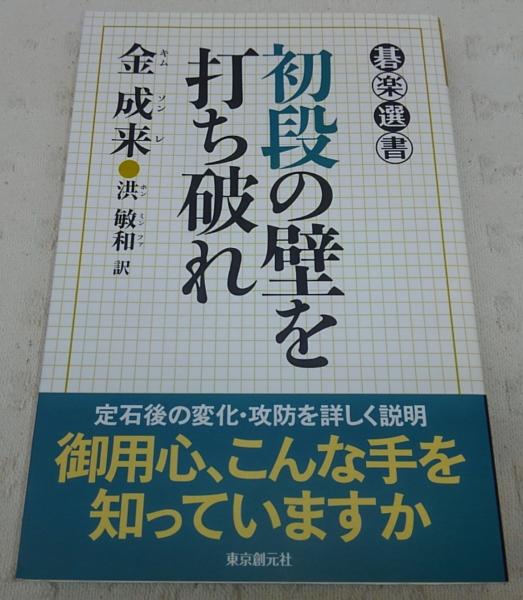 碁楽選書
初段の壁を
打ち破れ
金 成来●洪 敏和 訳
キム ソン レ
ホン ミン ファ
定石後の変化・攻防を詳しく説明
御用心、こんな手を
知っていますか
東京創元社